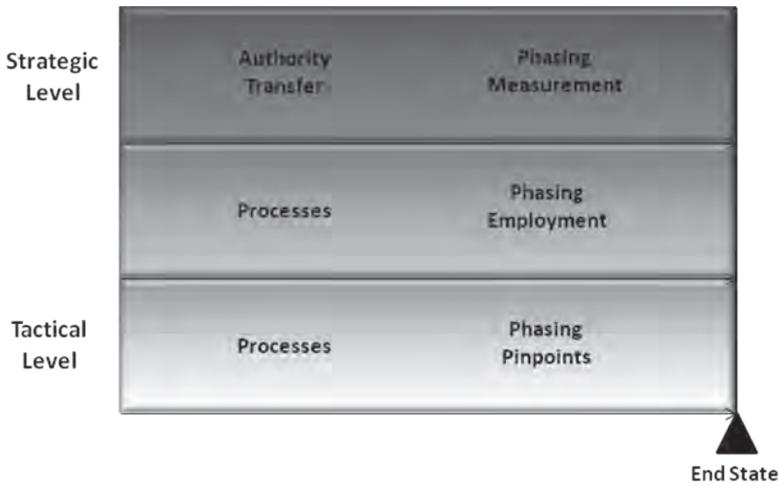 Strategic
Level
Authority
Transfer
Phasing
Measurement
Processes
Phasing
Employment
Tactical
Level
Processes
Phasing
Pinpoints
End State